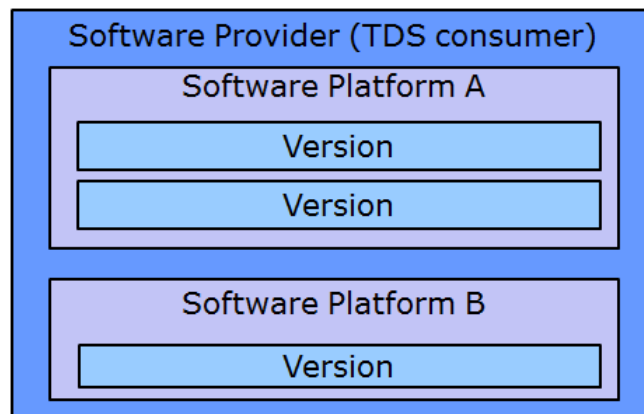 Software Provider (TDS consumer)
Software Platform A
Version
Version
Software Platform B
Version